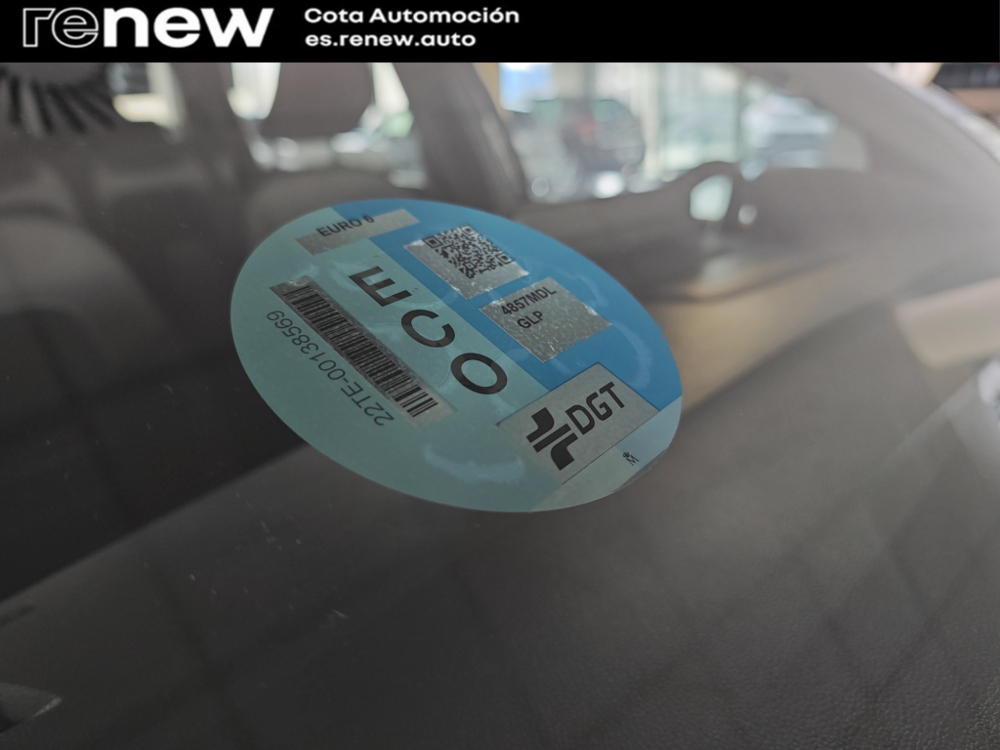 renew
Cota Automoción
es.renew.auto
EURO 6
4857MDL
GLP
ECO
22TE-00138569
DGT
M